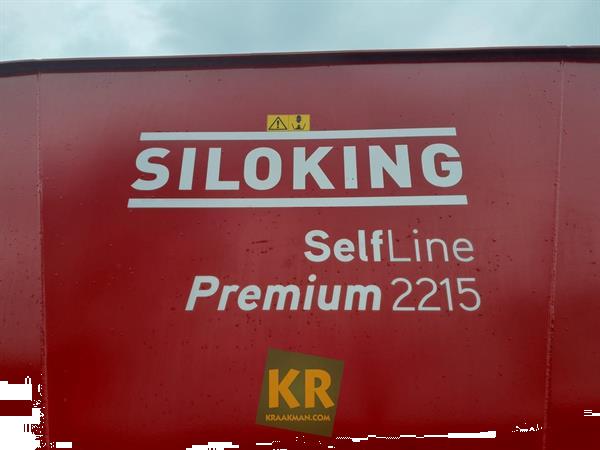 SILOKING
SelfLine
Premium 2215
KR
KRAAKMAN.COM